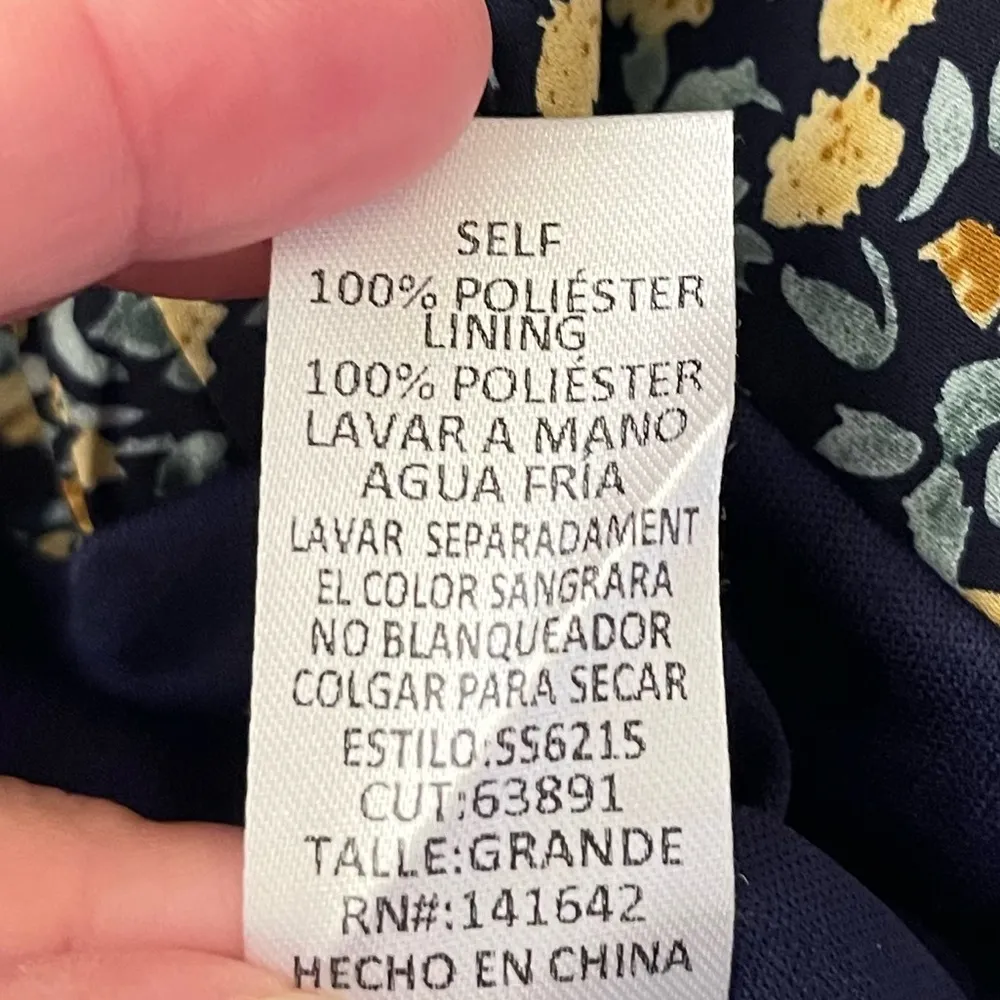 SELF
100% POLIÉSTER
LINING
100% POLIÉSTER
LAVAR A MANO
AGUA FRÍA
LAVAR SEPARADAMENT
EL COLOR SANGRARA
NO BLANQUEADOR
COLGAR PARA SECAR
ESTILO:SS6215
CUT:63891
TALLE:GRANDE
RN#:141642
HECHO EN CHINA